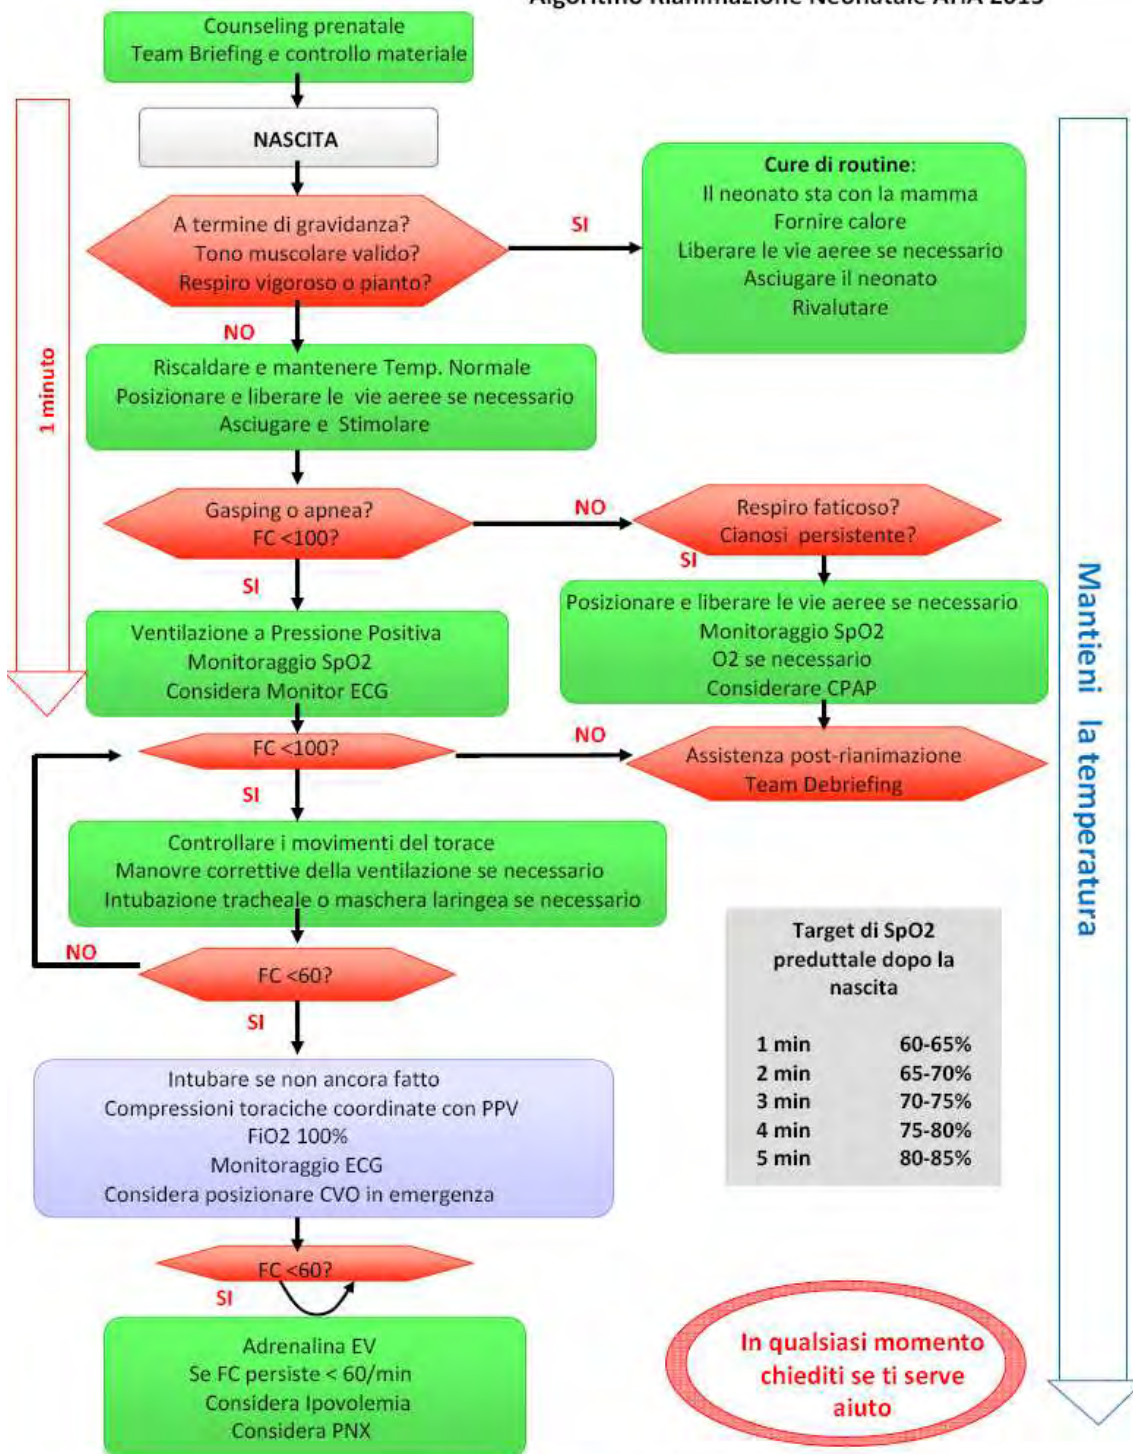 Algoritmo Rianimazione Neonatale AHA 2015
Counseling prenatale
Team Briefing e controllo materiale
NASCITA
A termine di gravidanza?
Tono muscolare valido?
Respiro vigoroso o pianto?
SI
Cure di routine:
Il neonato sta con la mamma
Fornire calore
Liberare le vie aeree se necessario
Asciugare il neonato
Rivalutare
NO
1 minuto
Riscaldare e mantenere Temp. Normale
Posizionare e liberare le vie aeree se necessario
Asciugare e Stimolare
Gasping o apnea?
FC <100?
NO
Respiro faticoso?
Cianosi persistente?
SI
SI
Posizionare e liberare le vie aeree se necessario
Monitoraggio SpO2
O2 se necessario
Considerare CPAP
Ventilazione a Pressione Positiva
Monitoraggio SpO2
Considera Monitor ECG
FC <100?
NO
Assistenza post-rianimazione
Team Debriefing
SI
Controllare i movimenti del torace
Manovre correttive della ventilazione se necessario
Intubazione tracheale o maschera laringea se necessario
NO
FC <60?
SI
Intubare se non ancora fatto
Compressioni toraciche coordinate con PPV
FiO2 100%
Monitoraggio ECG
Considera posizionare CVO in emergenza
FC <60?
SI
Adrenalina EV
Se FC persiste < 60/min
Considera Ipovolemia
Considera PNX
Target di SpO2
preduttale dopo la
nascita
1 min 60-65%
2 min 65-70%
3 min 70-75%
4 min 75-80%
5 min 80-85%
In qualsiasi momento
chiediti se ti serve
aiuto
Mantieni la temperatura